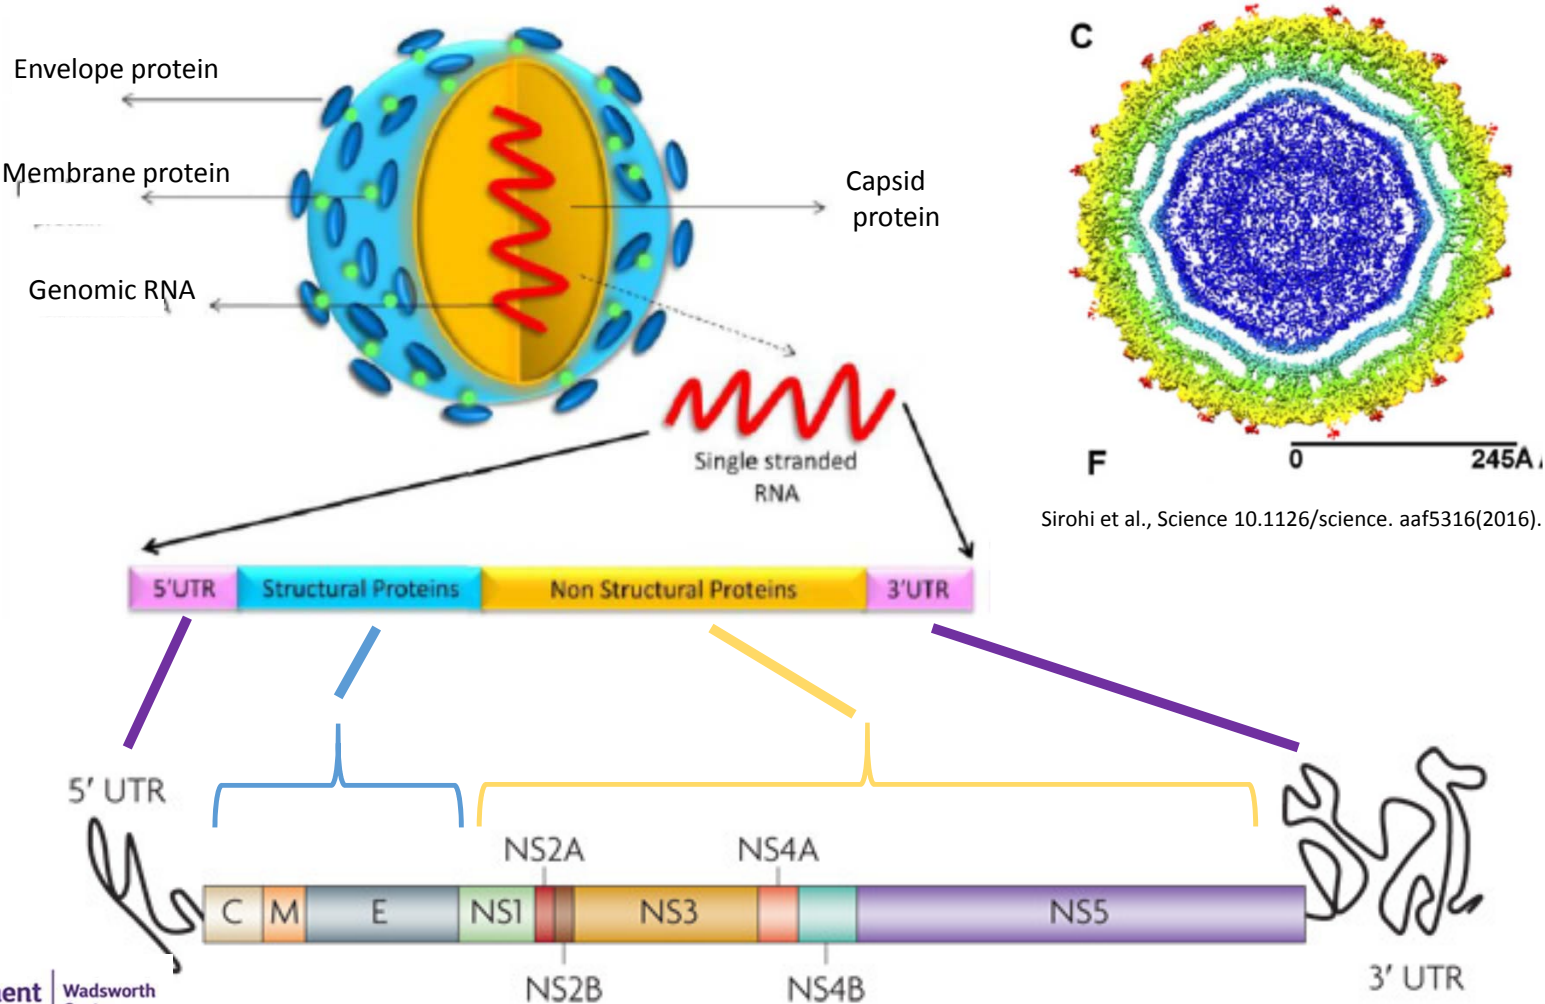 Envelope protein
Membrane protein
Genomic RNA
Capsid
protein
C
F
0 245A
Sirohi et al., Science 10.1126/science. aaf5316(2016).
Single stranded
RNA
5'UTR Structural Proteins Non Structural Proteins 3'UTR
5′ UTR
NS2A NS4A
C M E NS1 NS3 NS5
NS2B NS4B
3′ UTR
ent Wadsworth